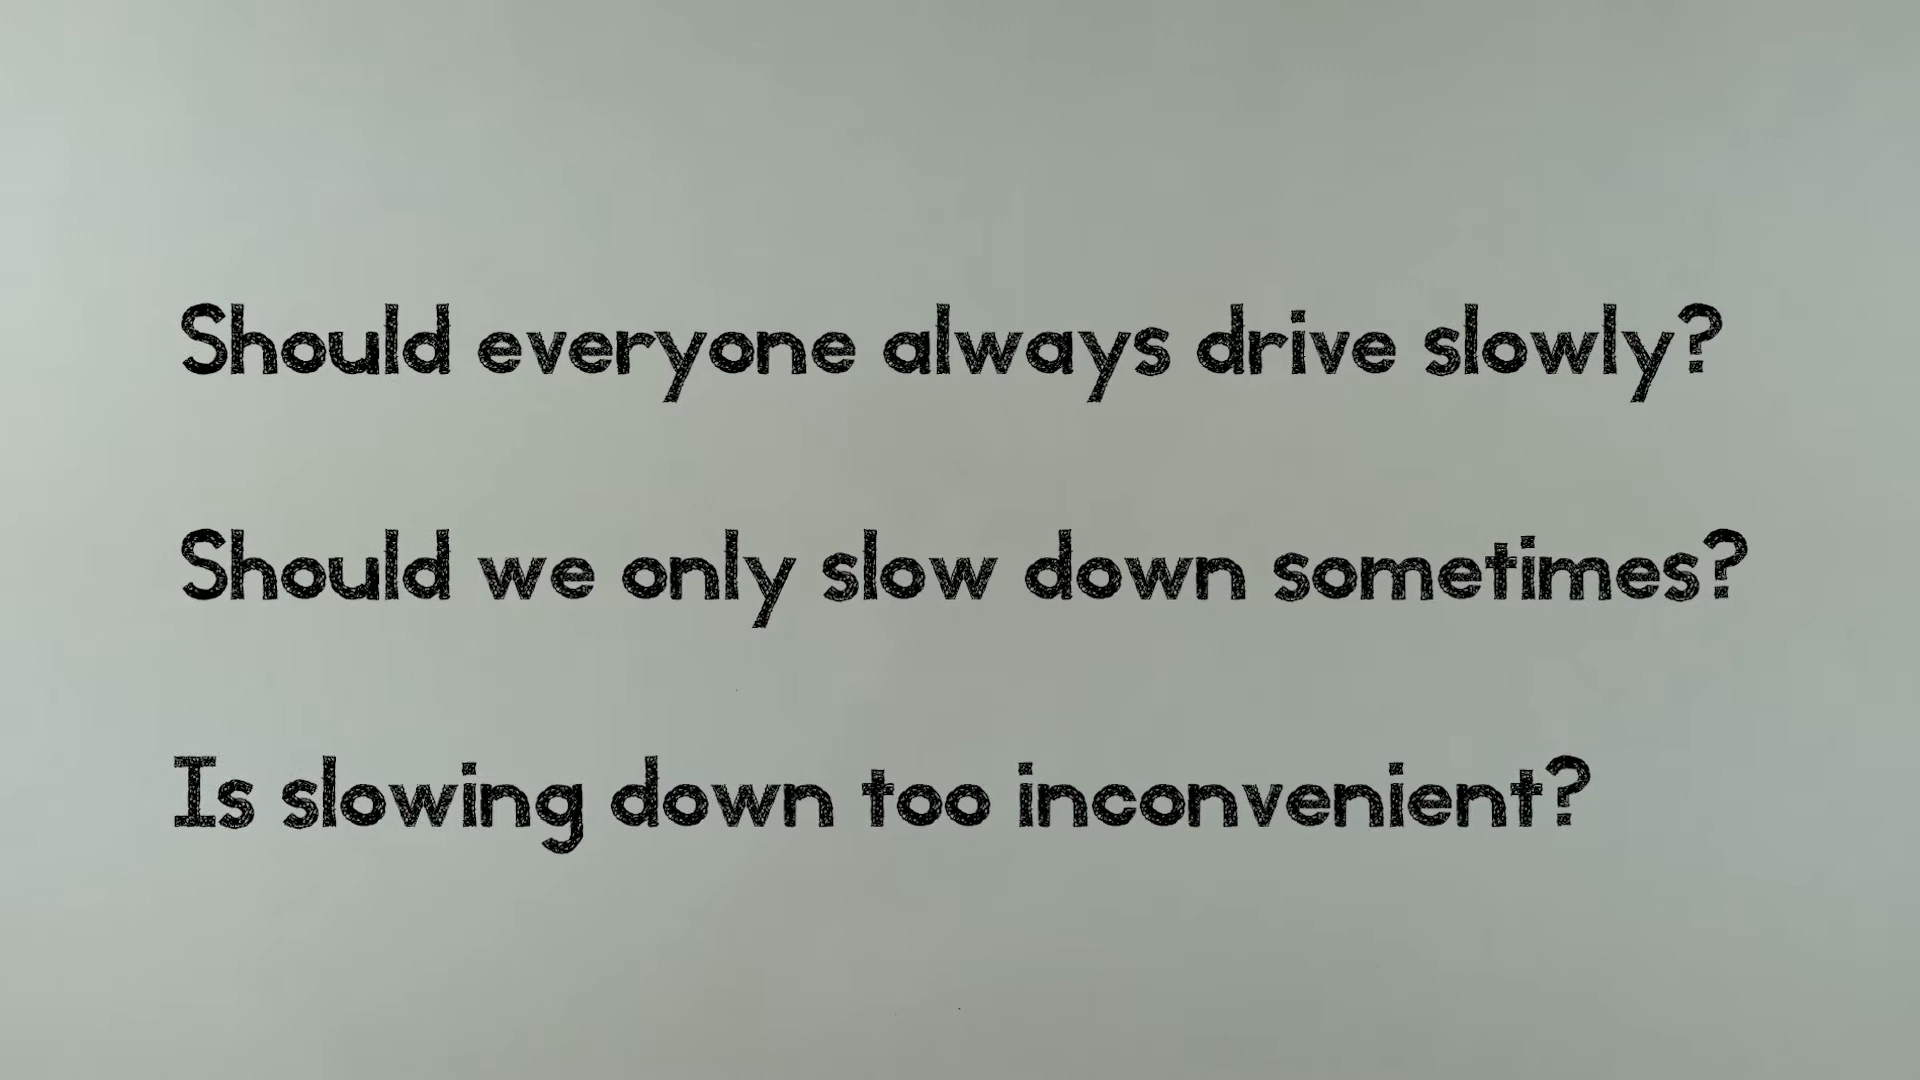 Should everyone always drive slowly?
Should we only slow down sometimes?
Is slowing down too inconvenient?